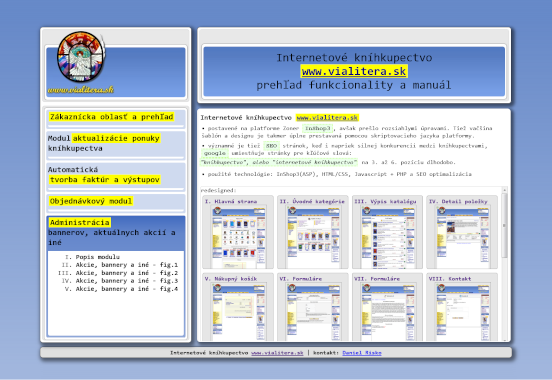 www.vialitera.sk
Zákaznícka oblasť a prehľad
Modul aktualizácie ponuky
kníhkupectva
Automatická
tvorba faktúr a výstupov
Objednávkový modul
Administrácia
bannerov, aktuálnych akcií a
iné
I. Popis modulu
II. Akcie, bannery a iné - fig.1
III. Akcie, bannery a iné - fig.2
IV. Akcie, bannery a iné - fig.3
V. Akcie, bannery a iné - fig.4
Internetové kníhkupectvo
www.vialitera.sk
prehľad funkcionality a manuál
Internetové kníhkupectvo www.vialitera.sk
• postavené na platforme Zoner InShop3, avšak prešlo rozsiahlymi úpravami. Tiež väčšina
šablón a designu je takmer úplne prestavaná pomocou skriptovacieho jazyka platformy.
• významné je tiež SEO stránok, keď i napriek silnej konkurencii medzi kníhkupectvami,
google umiestňuje stránky pre kľúčové slová:
"kníhkupectvo", alebo "internetové kníhkupectvo" na 3. až 6. pozíciu dlhodobo.
• použité technológie: InShop3(ASP), HTML/CSS, Javascript + PHP a SEO optimalizácia
redesigned:
I. Hlavná strana
II. Úvodné kategórie
III. Výpis katalógu
IV. Detail položky
V. Nákupný košík
VI. Formuláre
VII. Formuláre
VIII. Kontakt
Internetové kníhkupectvo www.vialitera.sk | kontakt: Daniel Risko